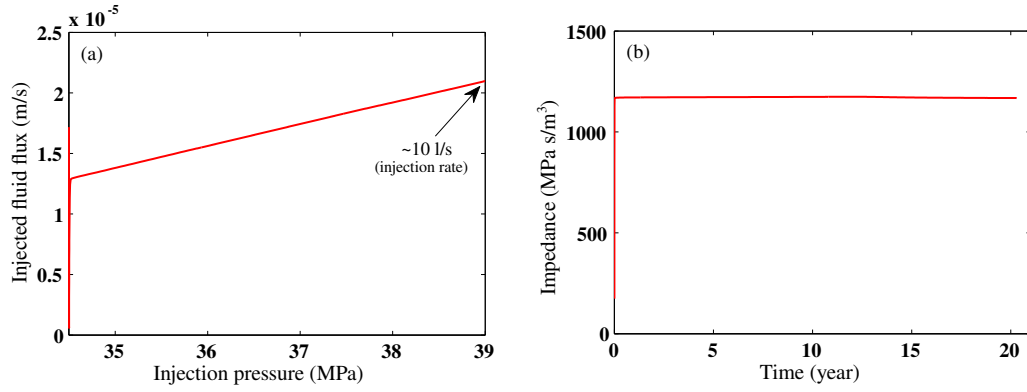 x 10⁻⁵
2.5
2
1.5
1
0.5
0
(a)
~10 l/s
(injection rate)
35
36
37
38
39
Injected fluid flux (m/s)
Injection pressure (MPa)
1500
1000
500
0
(b)
0
5
10
15
20
Impedance (MPa s/m³)
Time (year)